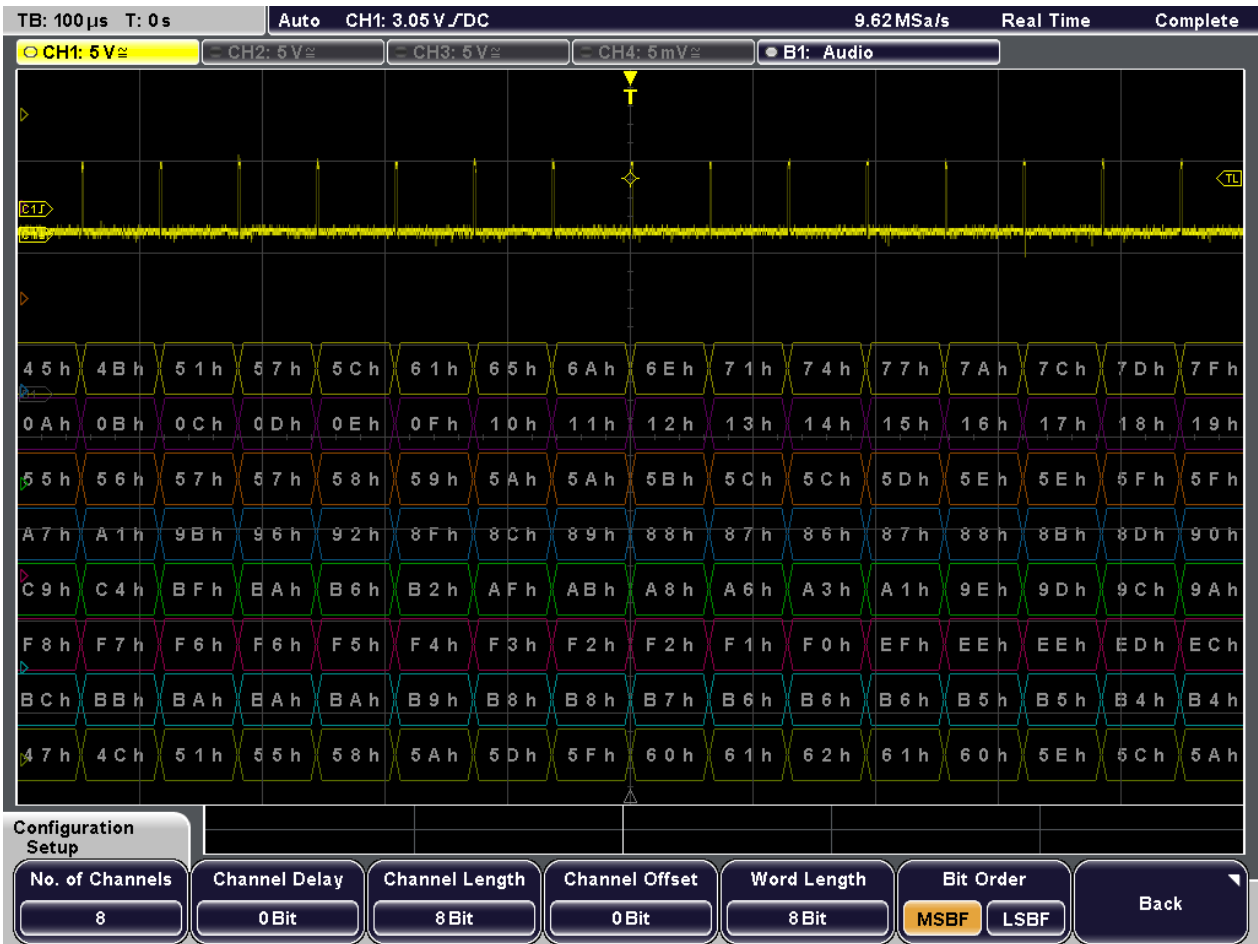 TB: 100 µs T: 0 s Auto CH1: 3.05 V DC 9.62 MSa/s Real Time Complete
CH1: 5 V CH2: 5 V CH3: 5 V CH4: 5 mV B1: Audio
T
TL
C1
45h 4Bh 51h 57h 5Ch 61h 65h 6Ah 6Eh 71h 74h 77h 7Ah 7Ch 7Dh 7Fh
B1
0Ah 0Bh 0Ch 0Dh 0Eh 0Fh 10h 11h 12h 13h 14h 15h 16h 17h 18h 19h
55h 56h 57h 57h 58h 59h 5Ah 5Ah 5Bh 5Ch 5Ch 5Dh 5Eh 5Eh 5Fh 5Fh
A7h A1h 9Bh 96h 92h 8Fh 8Ch 89h 88h 87h 86h 87h 88h 8Bh 8Dh 90h
C9h C4h BFh BAh B6h B2h AFh ABh A8h A6h A3h A1h 9Eh 9Dh 9Ch 9Ah
F8h F7h F6h F6h F5h F4h F3h F2h F2h F1h F0h EFh EEh EEh EDh ECh
BCh BBh BAh BAh BAh B9h B8h B8h B7h B6h B6h B6h B5h B5h B4h B4h
47h 4Ch 51h 55h 58h 5Ah 5Dh 5Fh 60h 61h 62h 61h 60h 5Eh 5Ch 5Ah
Configuration
Setup
No. of Channels Channel Delay Channel Length Channel Offset Word Length Bit Order
8 0 Bit 8 Bit 0 Bit 8 Bit MSBF LSBF Back